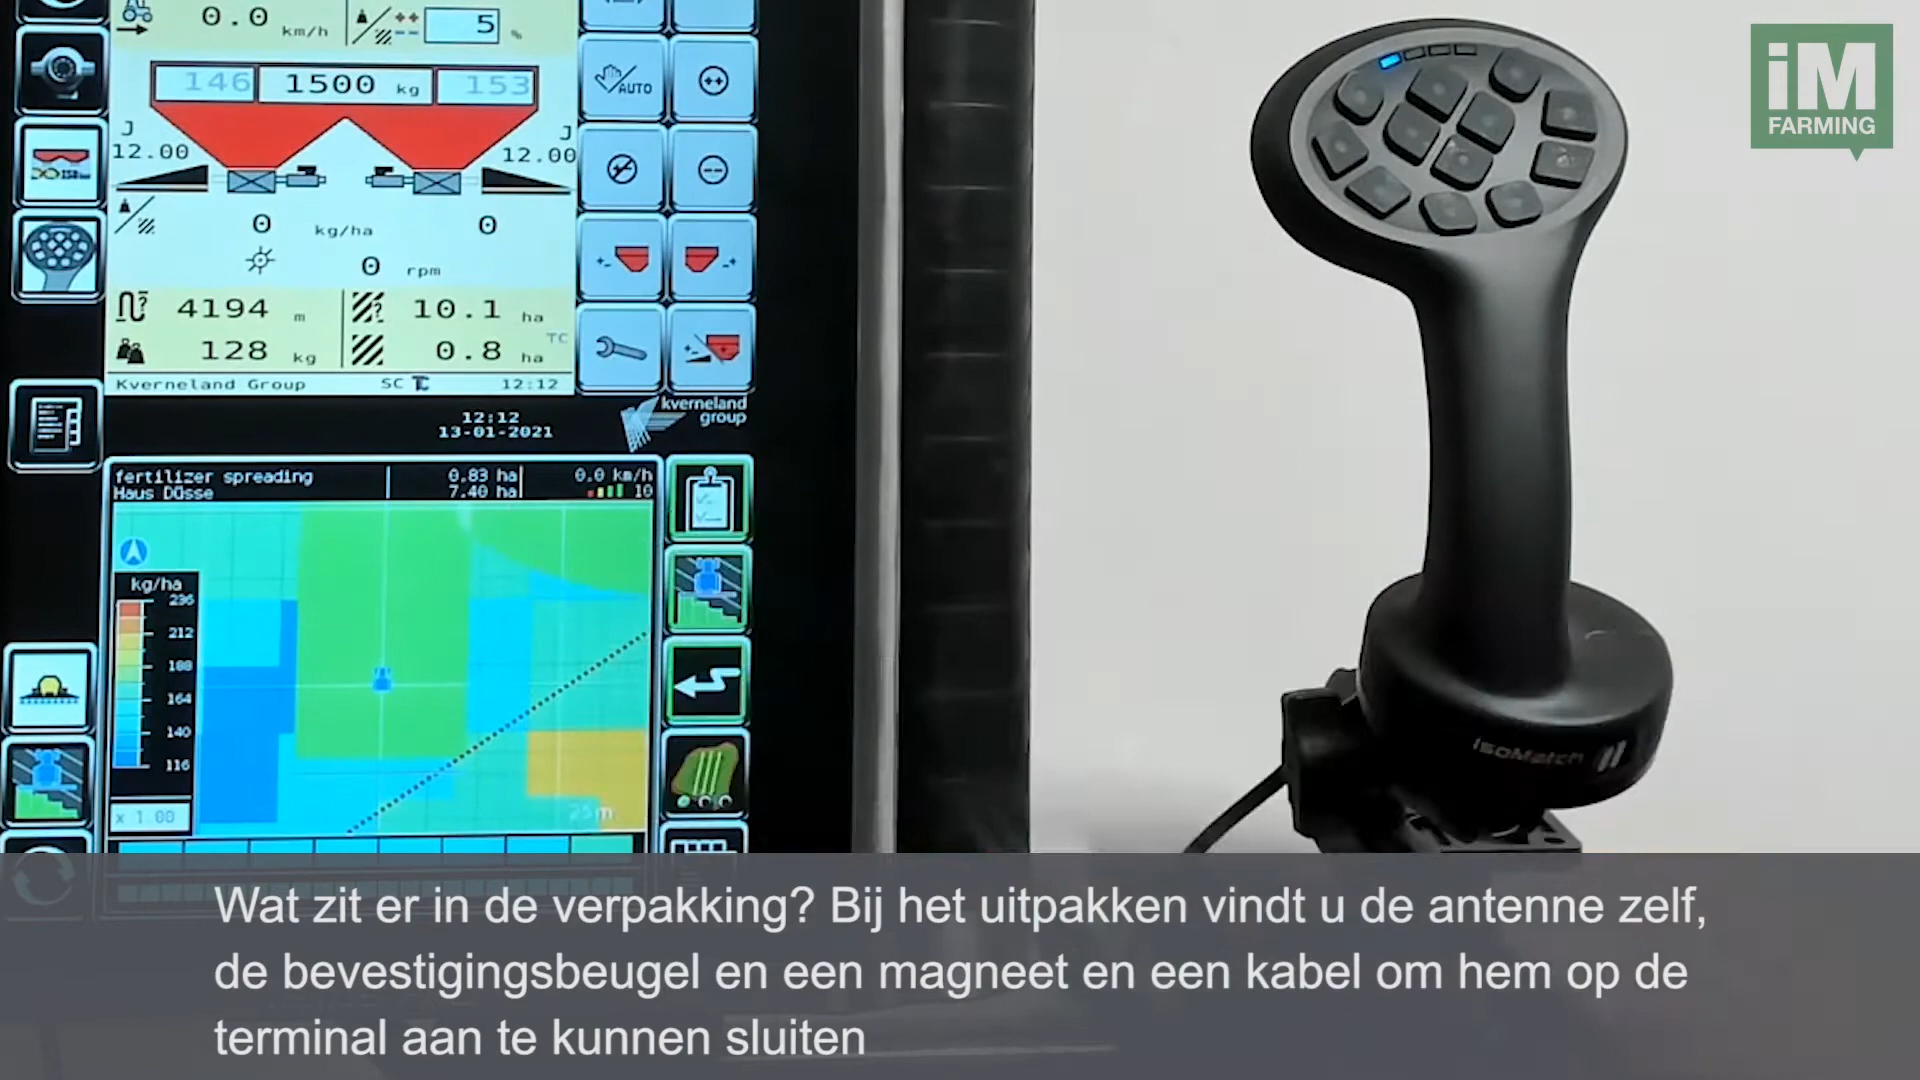 iM
FARMING
0.0 km/h
5 %
146 1500 kg 153
AUTO
J
12.00
J
12.00
0 kg/ha 0
0 rpm
4194 m
10.1 ha
128 kg
0.8 ha
TC
Kverneland Group SC TC 12:12
12:12
13-01-2021
kverneland
group
fertilizer spreading 0.83 ha 0.0 km/h
Haus Düsse 7.40 ha 10
kg/ha
236
212
188
164
140
116
x 1.00
25m
isoMatch
Wat zit er in de verpakking? Bij het uitpakken vindt u de antenne zelf,
de bevestigingsbeugel en een magneet en een kabel om hem op de
terminal aan te kunnen sluiten